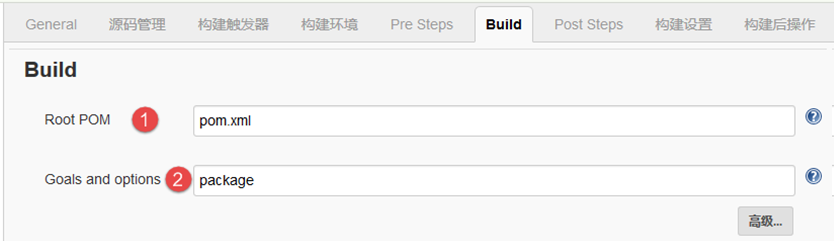 General 源码管理 构建触发器 构建环境 Pre Steps Build Post Steps 构建设置 构建后操作
Build
Root POM 1 pom.xml ?
Goals and options 2 package ?
高级...